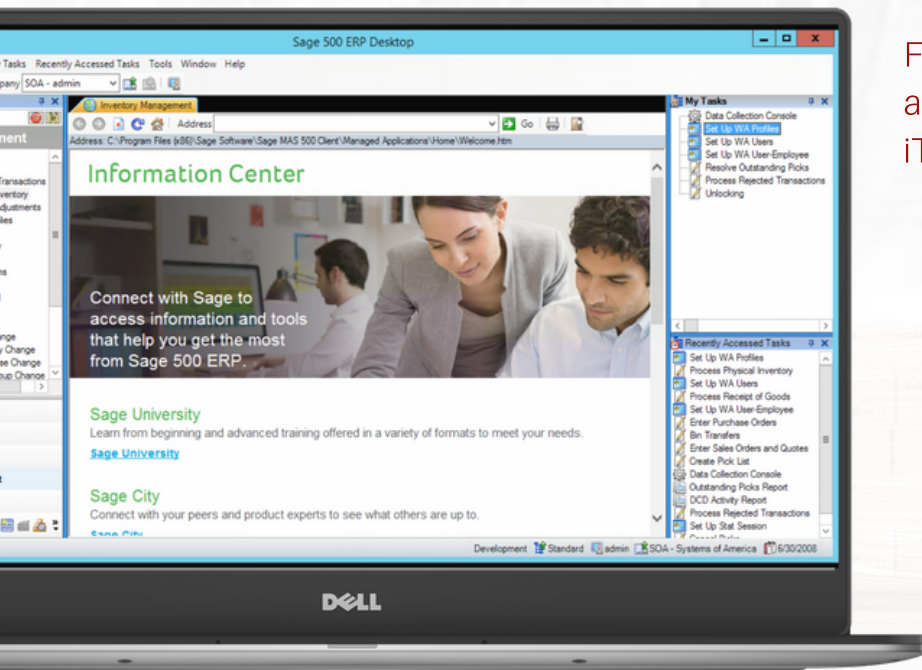 Sage 500 ERP Desktop
Tasks Recently Accessed Tasks Tools Window Help
SOA - admin
Inventory Management
Address
Go
Address: C:\Program Files (x86)\Sage Software\Sage MAS 500 Client\Managed Applications\Home\Welcome.htm
Information Center
Connect with Sage to
access information and tools
that help you get the most
from Sage 500 ERP.
Sage University
Learn from beginning and advanced training offered in a variety of formats to meet your needs.
Sage University
Sage City
Connect with your peers and product experts to see what others are up to.
Sage City
My Tasks
Data Collection Console
Set Up WA Profiles
Set Up WA Users
Set Up WA User-Employee
Resolve Outstanding Picks
Process Rejected Transactions
Unlocking
Recently Accessed Tasks
Set Up WA Profiles
Process Physical Inventory
Set Up WA Users
Process Receipt of Goods
Set Up WA User-Employee
Enter Purchase Orders
Bin Transfers
Enter Sales Orders and Quotes
Create Pick List
Data Collection Console
Outstanding Picks Report
DCD Activity Report
Process Rejected Transactions
Set Up Stat Session
Cancel Picks
Transactions
Change
Group Change
Development Standard admin SOA - Systems of America 6/30/2008
DELL